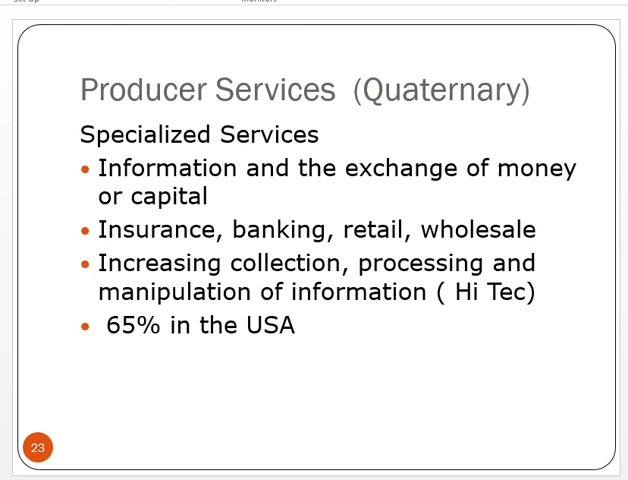 Producer Services  (Quaternary)
Specialized Services
• Information and the exchange of money
or capital
• Insurance, banking, retail, wholesale
• Increasing collection, processing and
manipulation of information ( Hi Tec)
•  65% in the USA
23